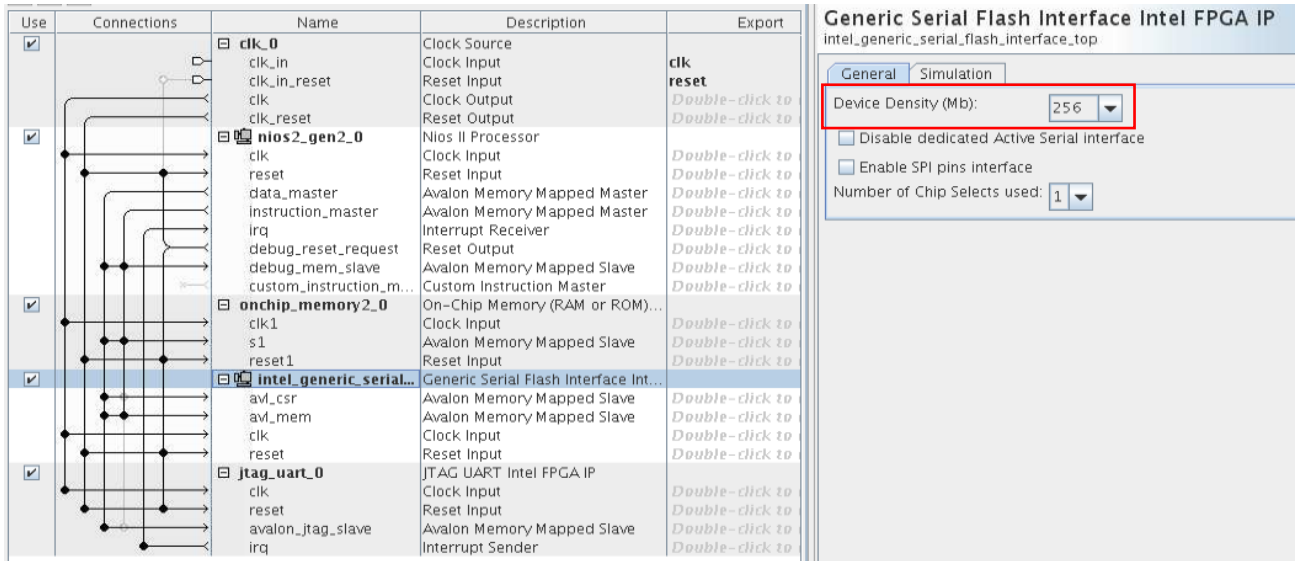 Use Connections Name Description Export
clk_0 Clock Source
clk_in Clock Input clk
clk_in_reset Reset Input reset
clk Clock Output Double-click to
clk_reset Reset Output Double-click to
nios2_gen2_0 Nios II Processor
clk Clock Input Double-click to
reset Reset Input Double-click to
data_master Avalon Memory Mapped Master Double-click to
instruction_master Avalon Memory Mapped Master Double-click to
irq Interrupt Receiver Double-click to
debug_reset_request Reset Output Double-click to
debug_mem_slave Avalon Memory Mapped Slave Double-click to
custom_instruction_m... Custom Instruction Master Double-click to
onchip_memory2_0 On-Chip Memory (RAM or ROM)...
clk1 Clock Input Double-click to
s1 Avalon Memory Mapped Slave Double-click to
reset1 Reset Input Double-click to
intel_generic_serial... Generic Serial Flash Interface Int...
avl_csr Avalon Memory Mapped Slave Double-click to
avl_mem Avalon Memory Mapped Slave Double-click to
clk Clock Input Double-click to
reset Reset Input Double-click to
jtag_uart_0 JTAG UART Intel FPGA IP
clk Clock Input Double-click to
reset Reset Input Double-click to
avalon_jtag_slave Avalon Memory Mapped Slave Double-click to
irq Interrupt Sender Double-click to
Generic Serial Flash Interface Intel FPGA IP
intel_generic_serial_flash_interface_top
General Simulation
Device Density (Mb): 256
Disable dedicated Active Serial interface
Enable SPI pins interface
Number of Chip Selects used: 1